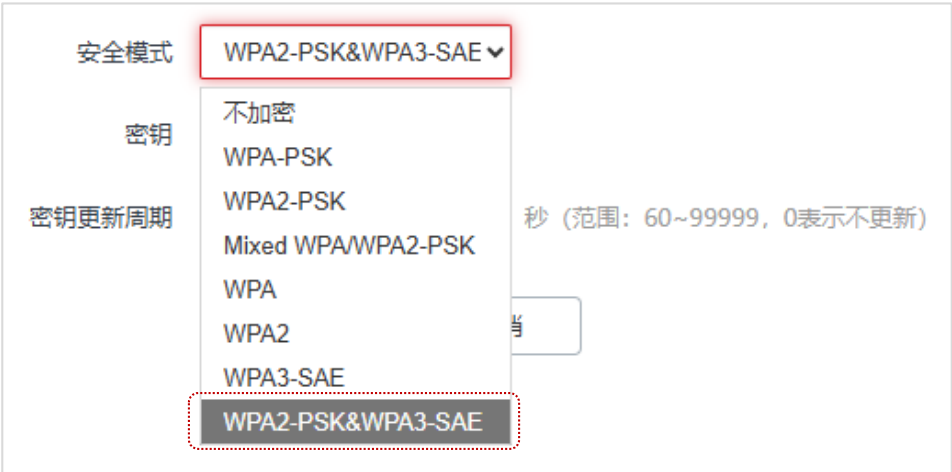 安全模式 WPA2-PSK&WPA3-SAE
不加密
密钥
WPA-PSK
WPA2-PSK
密钥更新周期 秒 (范围：60~99999，0表示不更新)
Mixed WPA/WPA2-PSK
WPA
WPA2
WPA3-SAE
WPA2-PSK&WPA3-SAE